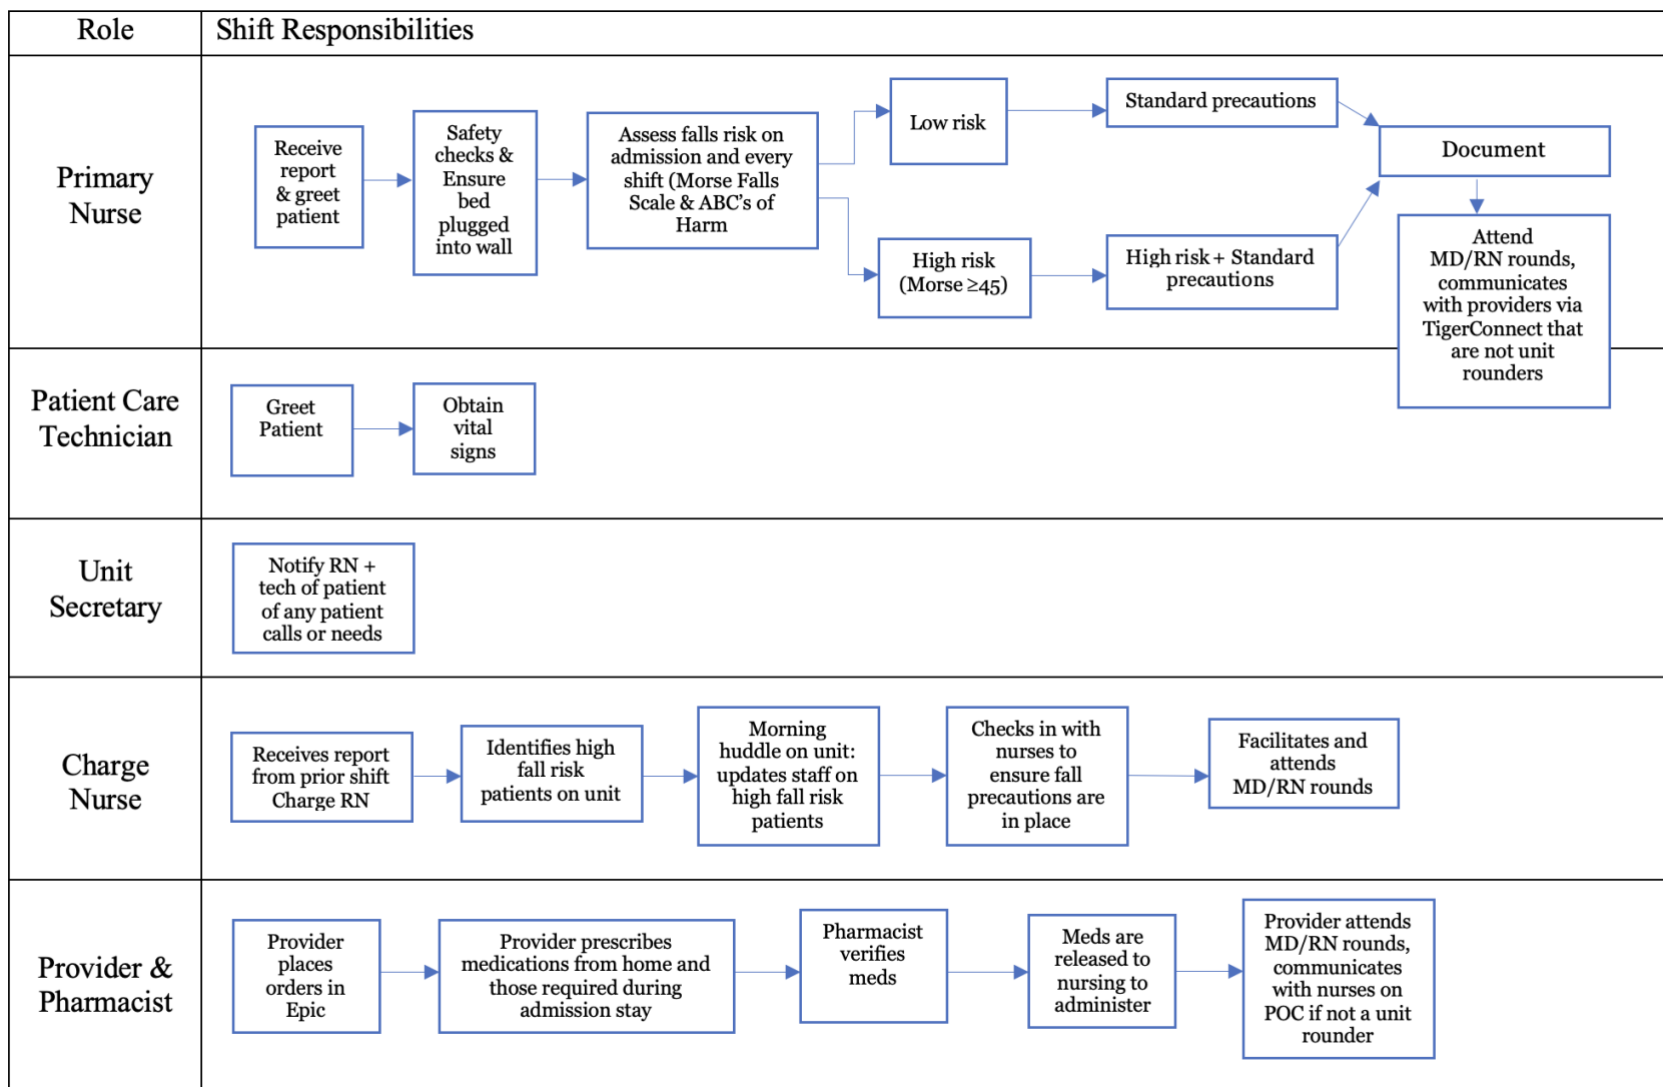 Role
Shift Responsibilities
Primary
Nurse
Receive
report
& greet
patient
Safety
checks &
Ensure
bed
plugged
into wall
Assess falls risk on
admission and every
shift (Morse Falls
Scale & ABC's of
Harm
Low risk
Standard precautions
High risk
(Morse ≥45)
High risk + Standard
precautions
Document
Attend
MD/RN rounds,
communicates
with providers via
TigerConnect that
are not unit
rounders
Patient Care
Technician
Greet
Patient
Obtain
vital
signs
Unit
Secretary
Notify RN +
tech of patient
of any patient
calls or needs
Charge
Nurse
Receives report
from prior shift
Charge RN
Identifies high
fall risk
patients on unit
Morning
huddle on unit:
updates staff on
high fall risk
patients
Checks in with
nurses to
ensure fall
precautions are
in place
Facilitates and
attends
MD/RN rounds
Provider &
Pharmacist
Provider
places
orders in
Epic
Provider prescribes
medications from home and
those required during
admission stay
Pharmacist
verifies
meds
Meds are
released to
nursing to
administer
Provider attends
MD/RN rounds,
communicates
with nurses on
POC if not a unit
rounder